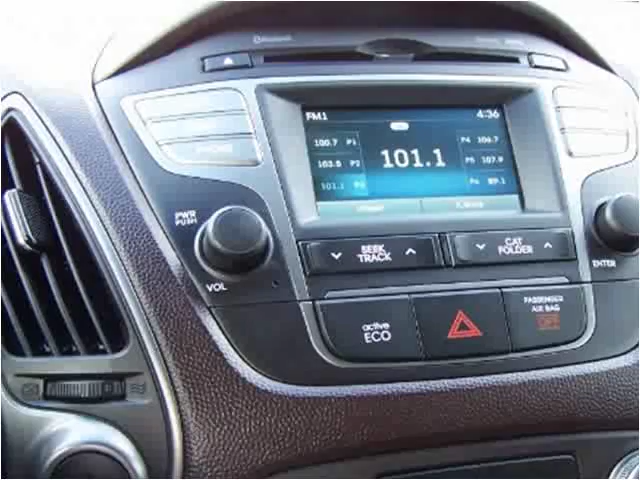 FM1 4:36
100.7 P1
103.5 P2
101.1 P3
101.1
P4 106.7
P5 107.9
P6 89.1
PWR
PUSH
VOL
SEEK
TRACK
CAT
FOLDER
ENTER
active
ECO
PASSENGER
AIR BAG
OFF